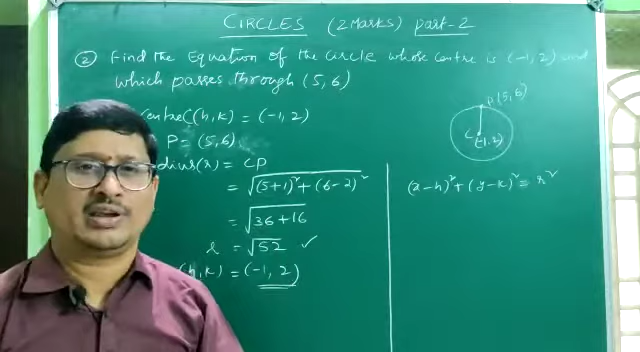 CIRCLES (2 Marks) part-2
② Find the Equation of the circle whose centre is (-1, 2) and
which passes through (5, 6)
Centre C(h, k) = (-1, 2)
P = (5, 6)
adius(r) = CP
= √(5+1)² + (6-2)²
= √36+16
r = √52 ✓
(h, k) = (-1, 2)
P(5, 6)
C (-1, 2)
(x-h)² + (y-k)² = r²